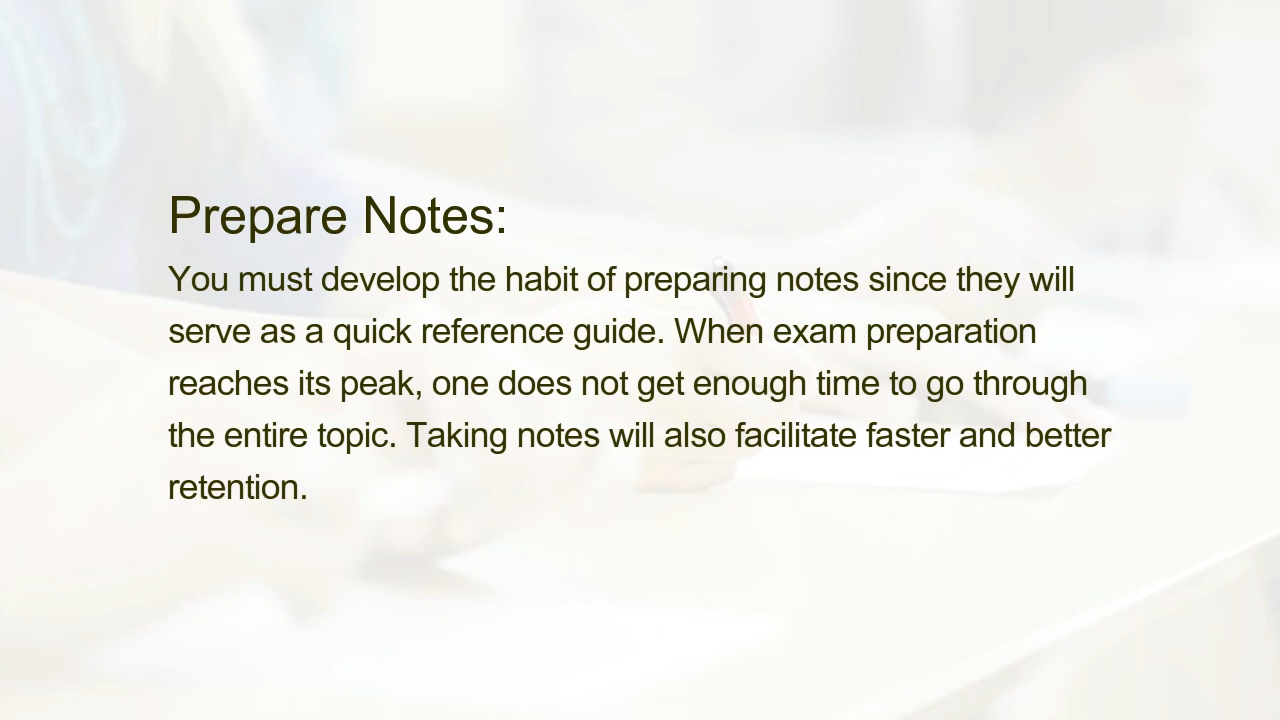 Prepare Notes:
You must develop the habit of preparing notes since they will
serve as a quick reference guide. When exam preparation
reaches its peak, one does not get enough time to go through
the entire topic. Taking notes will also facilitate faster and better
retention.